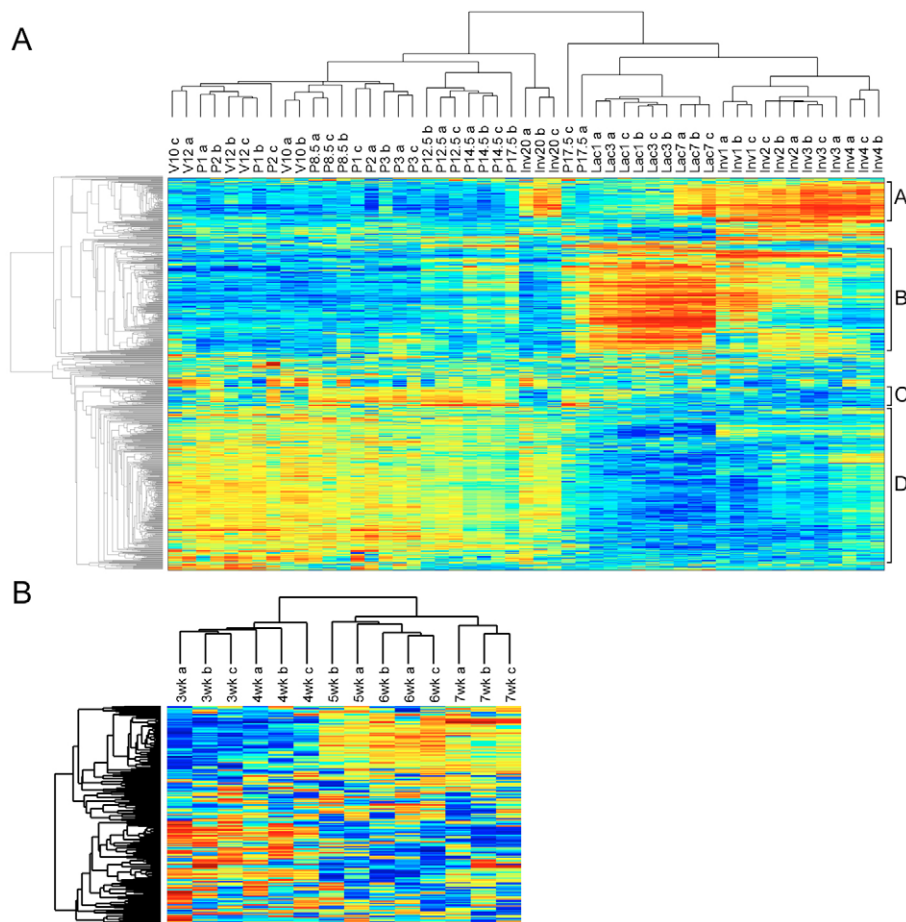 A
V10 c
V12 a
P1 a
P2 b
V12 b
V12 c
P1 b
P2 c
V10 a
V10 b
P8.5 a
P8.5 c
P8.5 b
P1 c
P2 a
P3 b
P3 a
P3 c
P12.5 b
P12.5 a
P12.5 c
P14.5 a
P14.5 b
P14.5 c
P17.5 b
Inv20 a
Inv20 b
Inv20 c
P17.5 c
P17.5 a
Lac1 a
Lac3 a
Lac1 c
Lac1 b
Lac3 c
Lac3 b
Lac7 a
Lac7 b
Lac7 c
Inv1 a
Inv1 b
Inv1 c
Inv2 c
Inv2 b
Inv2 a
Inv3 b
Inv3 c
Inv3 a
Inv4 a
Inv4 c
Inv4 b
A
B
C
D
B
3wk a
3wk b
3wk c
4wk a
4wk b
4wk c
5wk b
5wk a
6wk b
6wk a
6wk c
7wk a
7wk b
7wk c